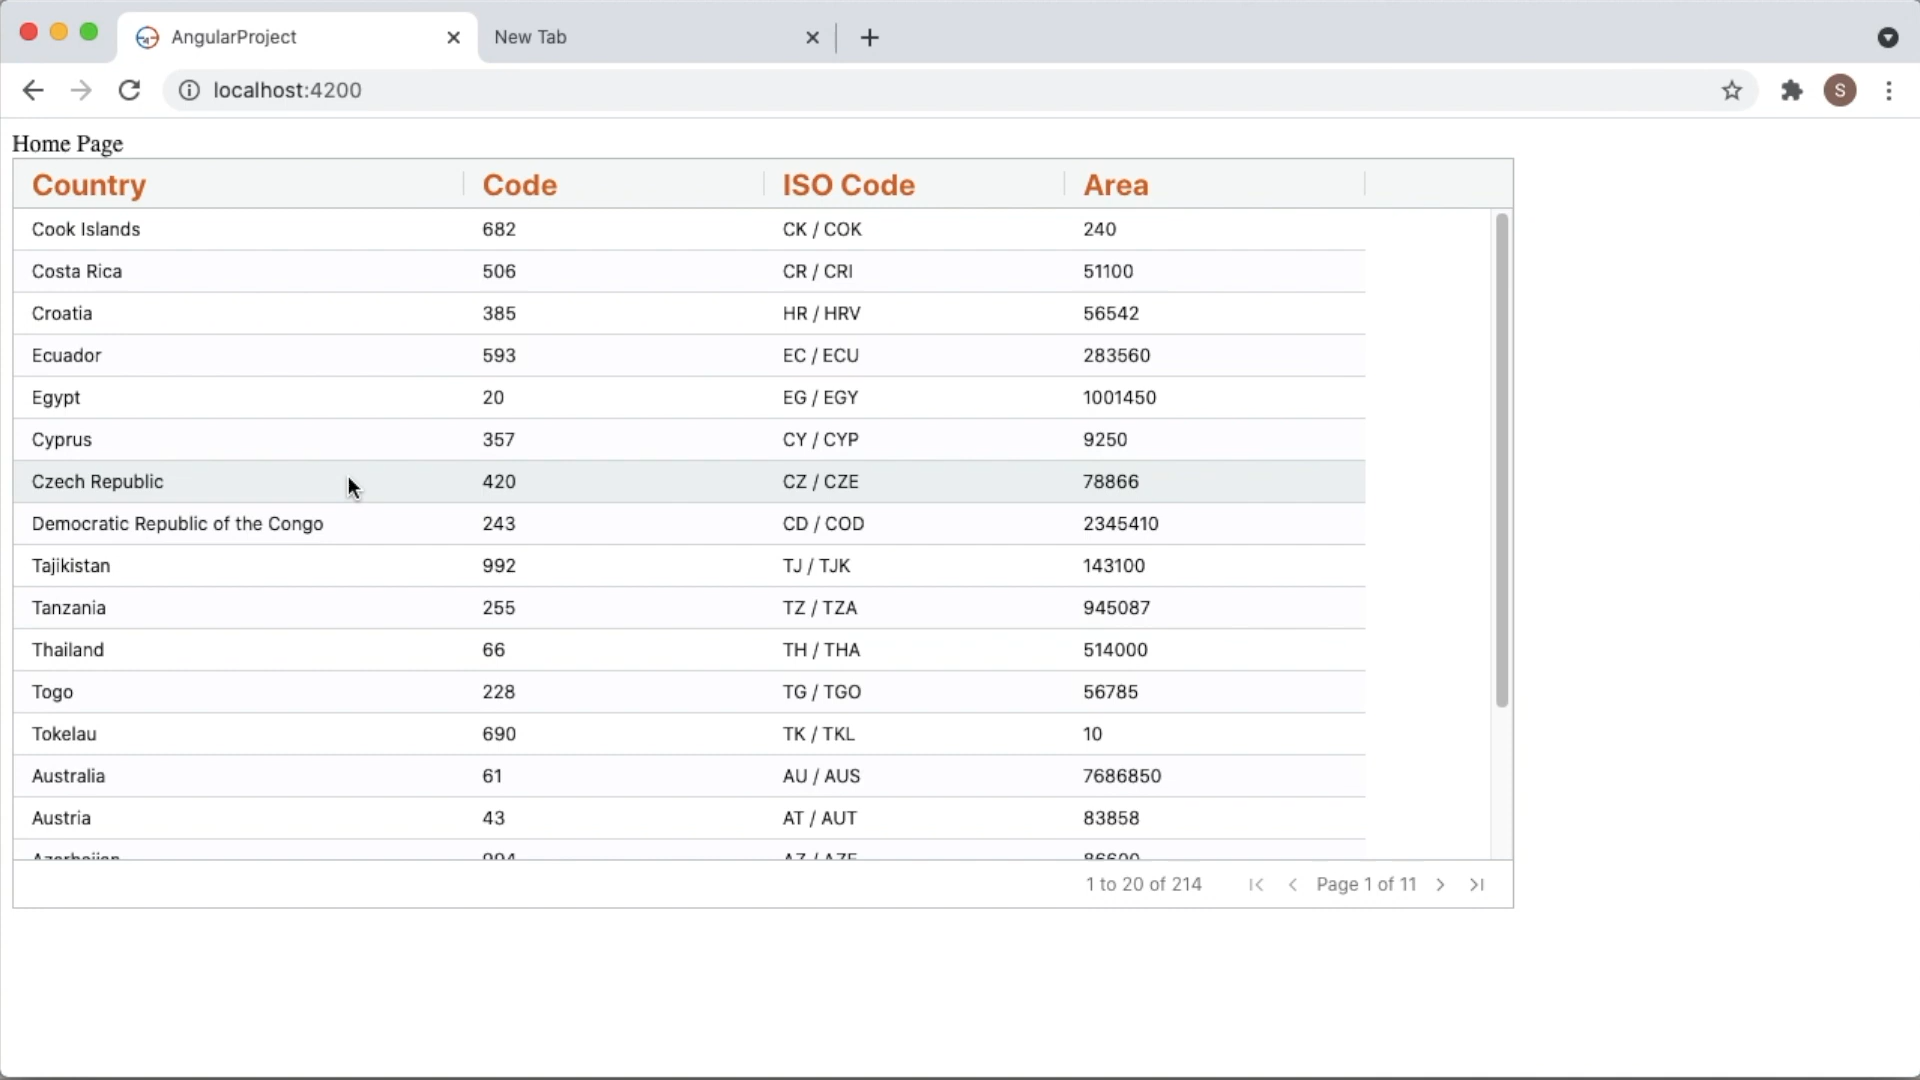 AngularProject
New Tab
localhost:4200
S
Home Page
Country Code ISO Code Area
Cook Islands 682 CK / COK 240
Costa Rica 506 CR / CRI 51100
Croatia 385 HR / HRV 56542
Ecuador 593 EC / ECU 283560
Egypt 20 EG / EGY 1001450
Cyprus 357 CY / CYP 9250
Czech Republic 420 CZ / CZE 78866
Democratic Republic of the Congo 243 CD / COD 2345410
Tajikistan 992 TJ / TJK 143100
Tanzania 255 TZ / TZA 945087
Thailand 66 TH / THA 514000
Togo 228 TG / TGO 56785
Tokelau 690 TK / TKL 10
Australia 61 AU / AUS 7686850
Austria 43 AT / AUT 83858
Azerbaijan 994 AZ / AZE 86600
1 to 20 of 214 Page 1 of 11